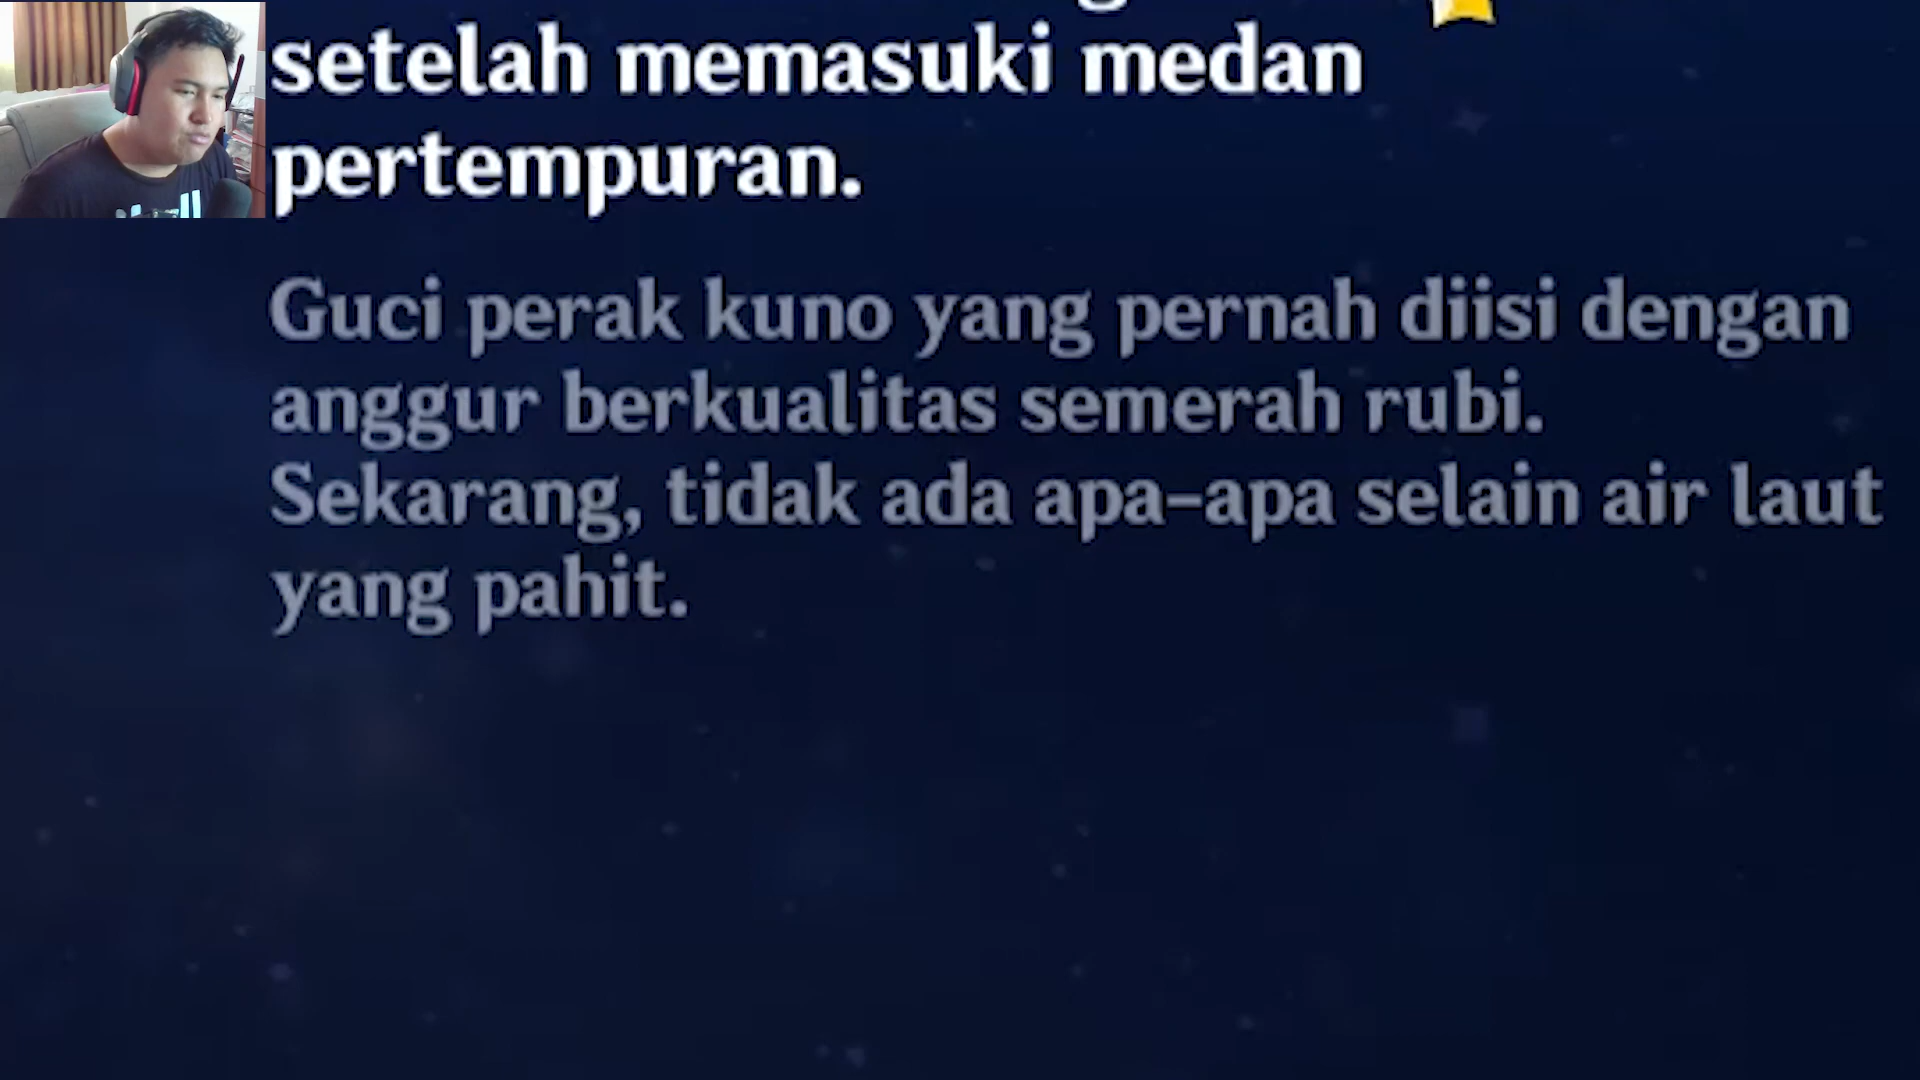 setelah memasuki medan
pertempuran.
Guci perak kuno yang pernah diisi dengan
anggur berkualitas semerah rubi.
Sekarang, tidak ada apa-apa selain air laut
yang pahit.